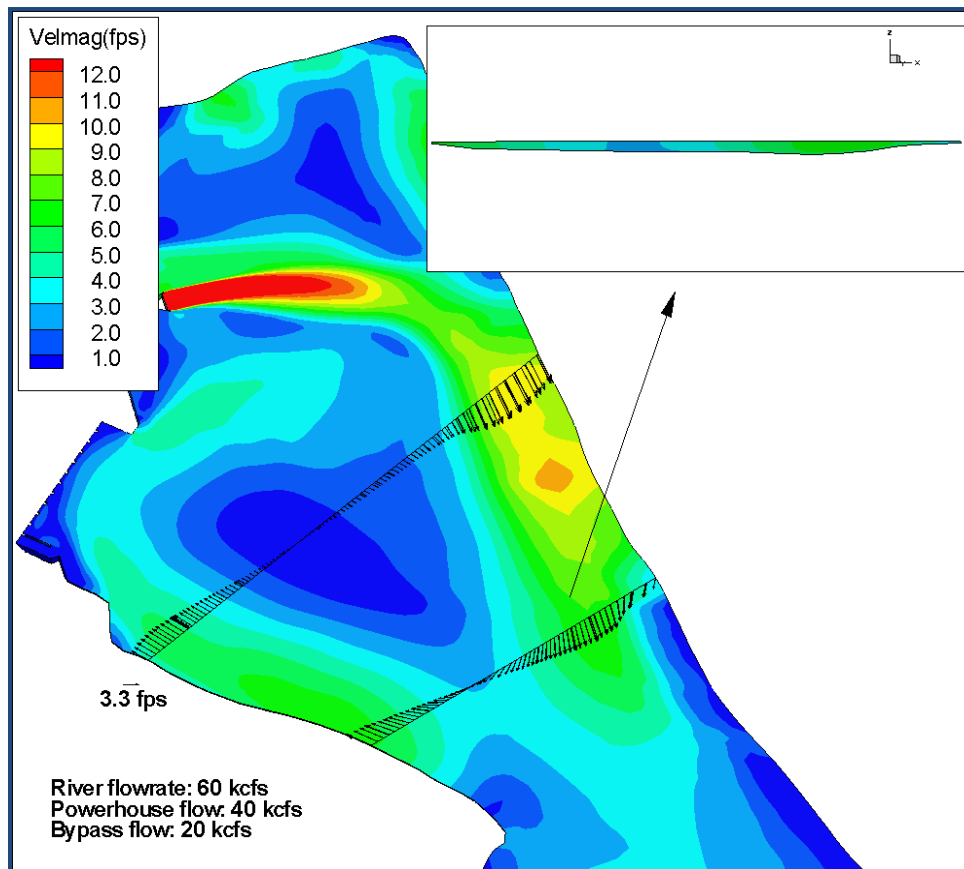 Velmag(fps)
12.0
11.0
10.0
9.0
8.0
7.0
6.0
5.0
4.0
3.0
2.0
1.0
Z
Y
X
3.3 fps
River flowrate: 60 kcfs
Powerhouse flow: 40 kcfs
Bypass flow: 20 kcfs